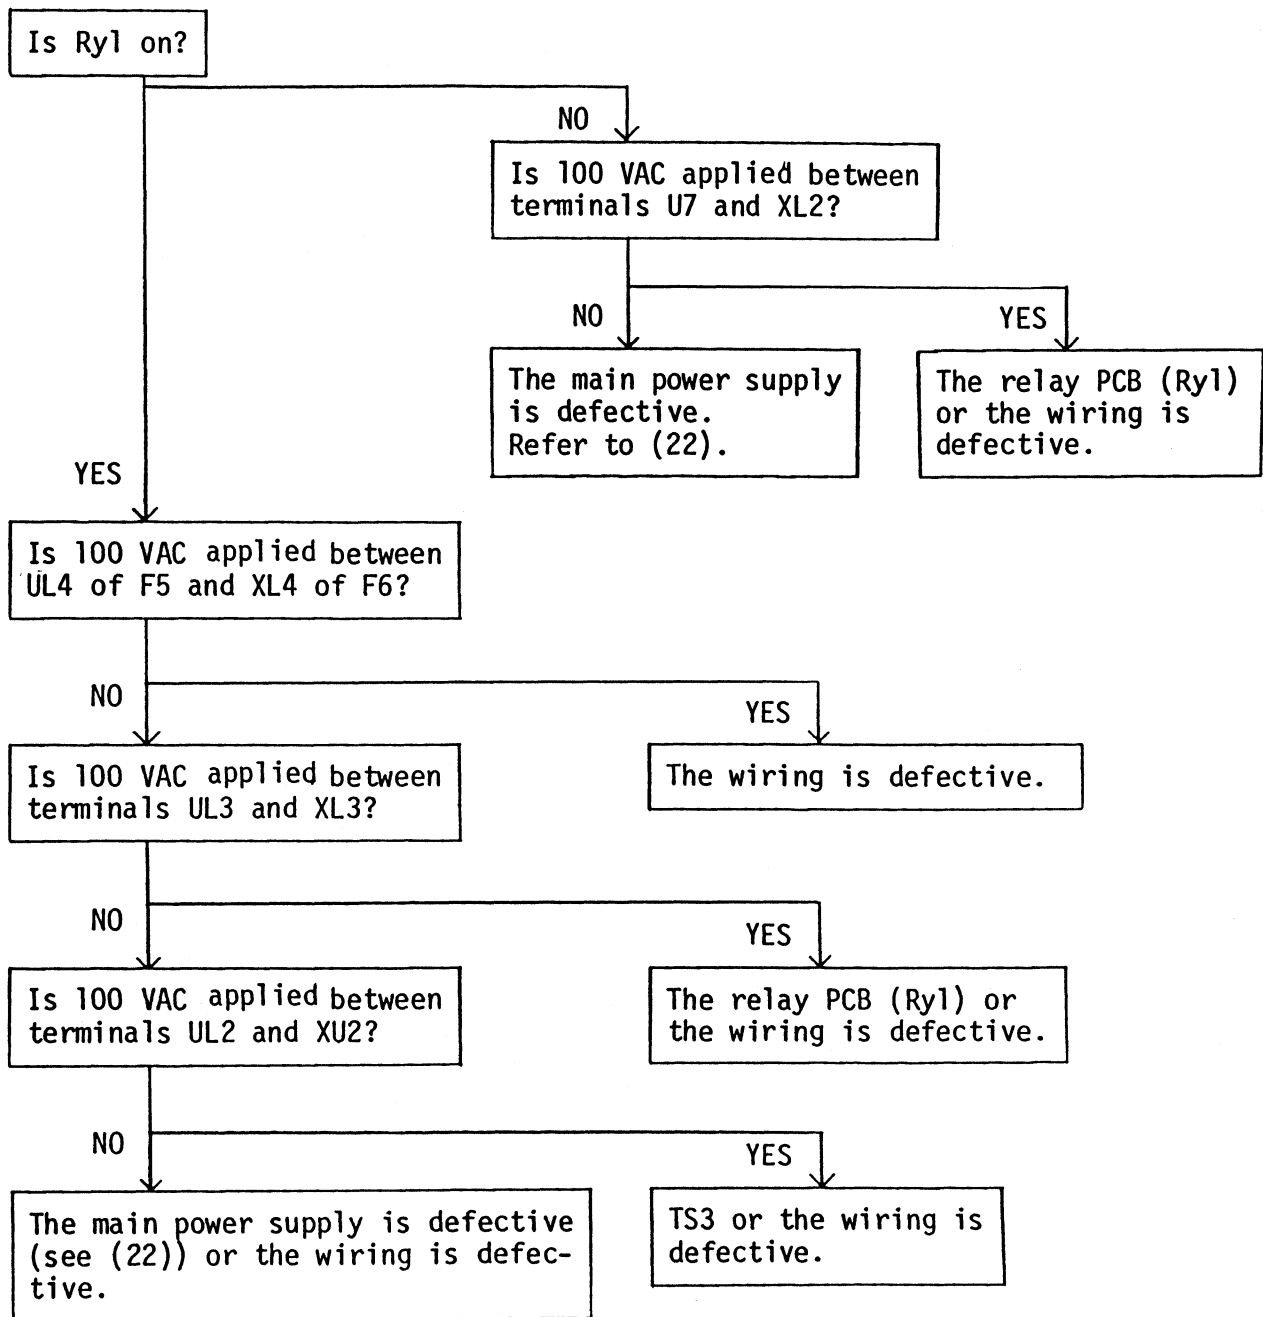 Is Ry1 on?
NO
Is 100 VAC applied between
terminals U7 and XL2?
NO
YES
The main power supply
is defective.
Refer to (22).
The relay PCB (Ry1)
or the wiring is
defective.
YES
Is 100 VAC applied between
UL4 of F5 and XL4 of F6?
NO
YES
Is 100 VAC applied between
terminals UL3 and XL3?
The wiring is defective.
NO
YES
Is 100 VAC applied between
terminals UL2 and XU2?
The relay PCB (Ry1) or
the wiring is defective.
NO
YES
The main power supply is defective
(see (22)) or the wiring is defec-
tive.
TS3 or the wiring is
defective.